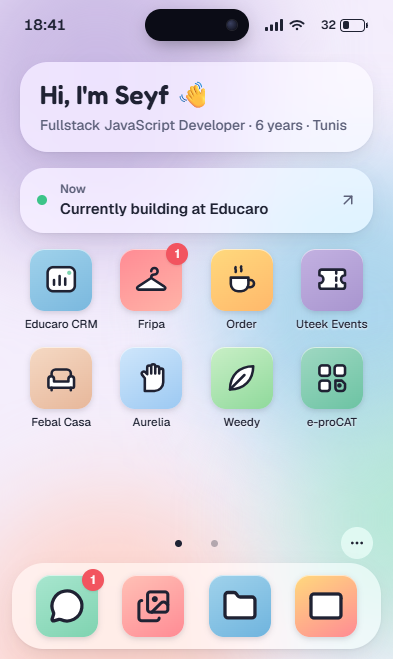 18:41
32
Hi, I'm Seyf 👋
Fullstack JavaScript Developer · 6 years · Tunis
Now
Currently building at Educaro
1
Educaro CRM Fripa Order Uteek Events
Febal Casa Aurelia Weedy e-proCAT
1